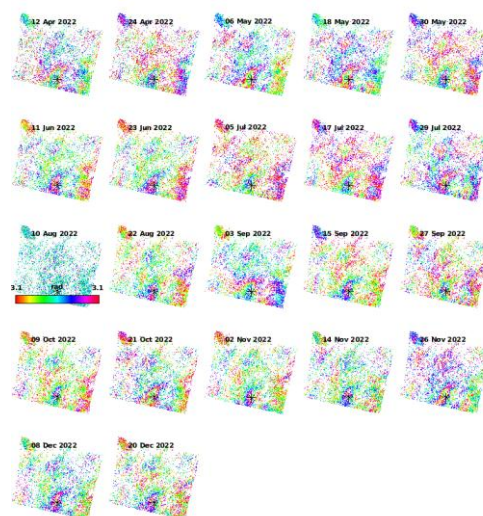 12 Apr 2022 24 Apr 2022 06 May 2022 18 May 2022 30 May 2022
11 Jun 2022 23 Jun 2022 05 Jul 2022 17 Jul 2022 29 Jul 2022
10 Aug 2022 22 Aug 2022 03 Sep 2022 15 Sep 2022 27 Sep 2022
3.1 rad 3.1
09 Oct 2022 21 Oct 2022 02 Nov 2022 14 Nov 2022 26 Nov 2022
08 Dec 2022 20 Dec 2022